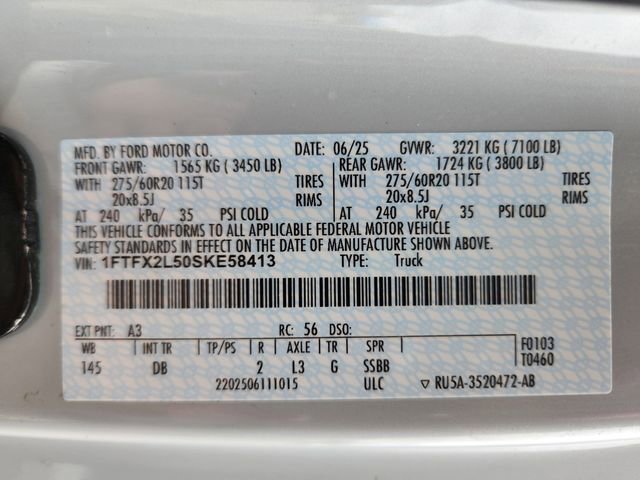 MFD. BY FORD MOTOR CO. DATE: 06/25 GVWR: 3221 KG ( 7100 LB)
FRONT GAWR: 1565 KG ( 3450 LB) REAR GAWR: 1724 KG ( 3800 LB)
WITH 275/60R20 115T TIRES WITH 275/60R20 115T TIRES
20x8.5J RIMS 20x8.5J RIMS
AT 240 kPa/ 35 PSI COLD AT 240 kPa/ 35 PSI COLD
THIS VEHICLE CONFORMS TO ALL APPLICABLE FEDERAL MOTOR VEHICLE
SAFETY STANDARDS IN EFFECT ON THE DATE OF MANUFACTURE SHOWN ABOVE.
VIN: 1FTFX2L50SKE58413 TYPE: Truck
EXT PNT: A3 RC: 56 DSO:
WB INT TR TP/PS R AXLE TR SPR F0103
145 DB 2 L3 G SSBB T0460
2202506111015 ULC ▽ RU5A-3520472-AB